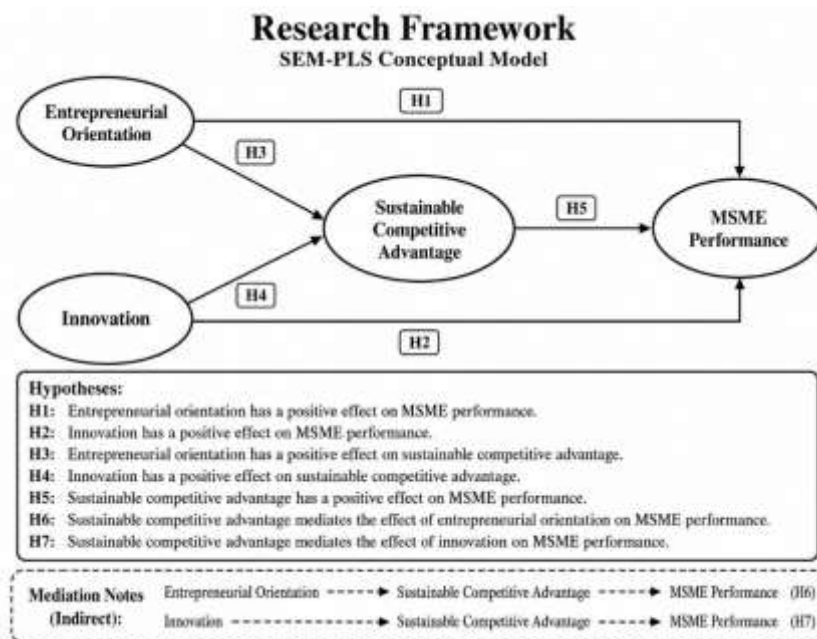 Research Framework
SEM-PLS Conceptual Model
H1
Entrepreneurial
Orientation
H3
Sustainable
Competitive
Advantage
H5
MSME
Performance
H4
Innovation
H2
Hypotheses:
H1: Entrepreneurial orientation has a positive effect on MSME performance.
H2: Innovation has a positive effect on MSME performance.
H3: Entrepreneurial orientation has a positive effect on sustainable competitive advantage.
H4: Innovation has a positive effect on sustainable competitive advantage.
H5: Sustainable competitive advantage has a positive effect on MSME performance.
H6: Sustainable competitive advantage mediates the effect of entrepreneurial orientation on MSME performance.
H7: Sustainable competitive advantage mediates the effect of innovation on MSME performance.
Mediation Notes
(Indirect):
Entrepreneurial Orientation Sustainable Competitive Advantage MSME Performance (H6)
Innovation Sustainable Competitive Advantage MSME Performance (H7)